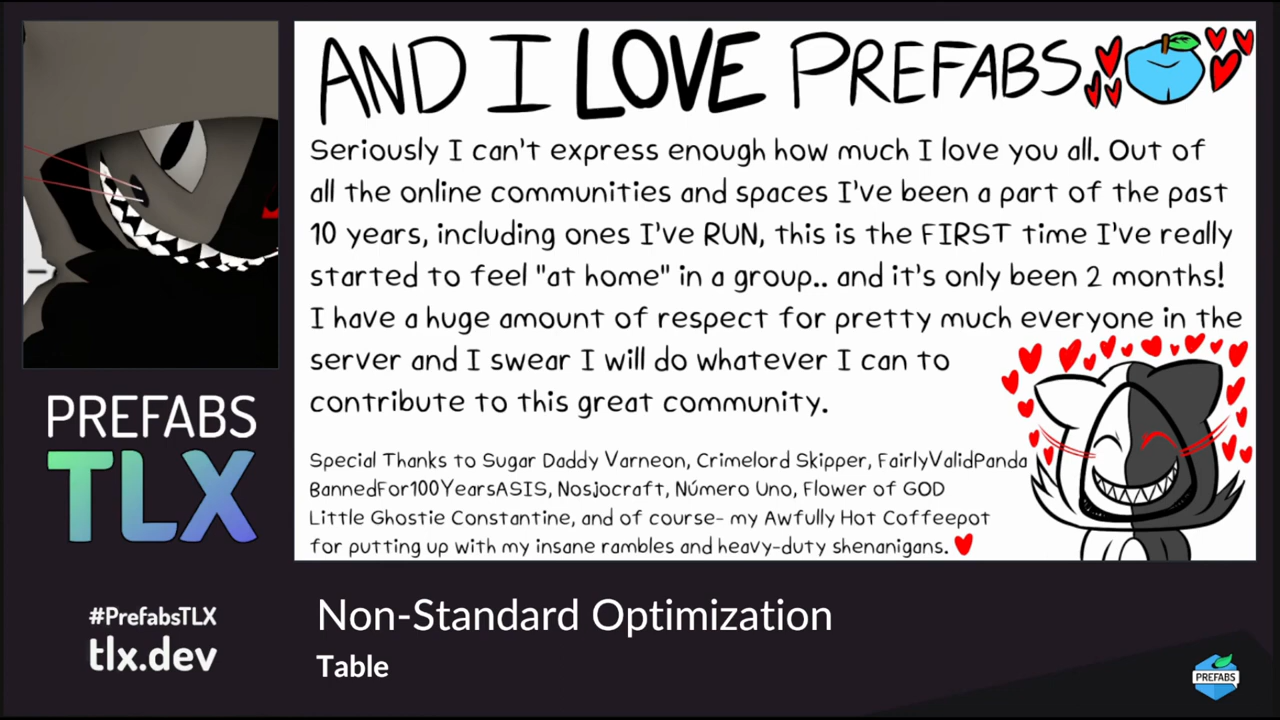 AND I LOVE PREFABS
Seriously I can't express enough how much I love you all. Out of
all the online communities and spaces I've been a part of the past
10 years, including ones I've RUN, this is the FIRST time I've really
started to feel "at home" in a group.. and it's only been 2 months!
I have a huge amount of respect for pretty much everyone in the
server and I swear I will do whatever I can to
contribute to this great community.
Special Thanks to Sugar Daddy Varneon, Crimelord Skipper, FairlyValidPanda
BannedFor100YearsASIS, Nosjocraft, Número Uno, Flower of GOD
Little Ghostie Constantine, and of course- my Awfully Hot Coffeepot
for putting up with my insane rambles and heavy-duty shenanigans.
PREFABS
TLX
#PrefabsTLX
tlx.dev
Non-Standard Optimization
Table
PREFABS